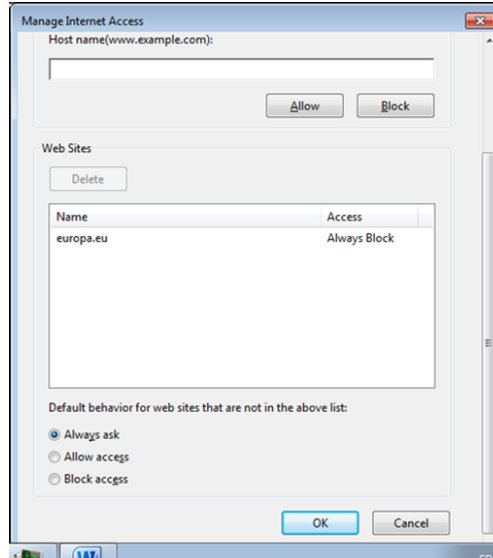 Manage Internet Access
Host name(www.example.com):
Allow Block
Web Sites
Delete
Name Access
europa.eu Always Block
Default behavior for web sites that are not in the above list:
Always ask
Allow access
Block access
OK Cancel